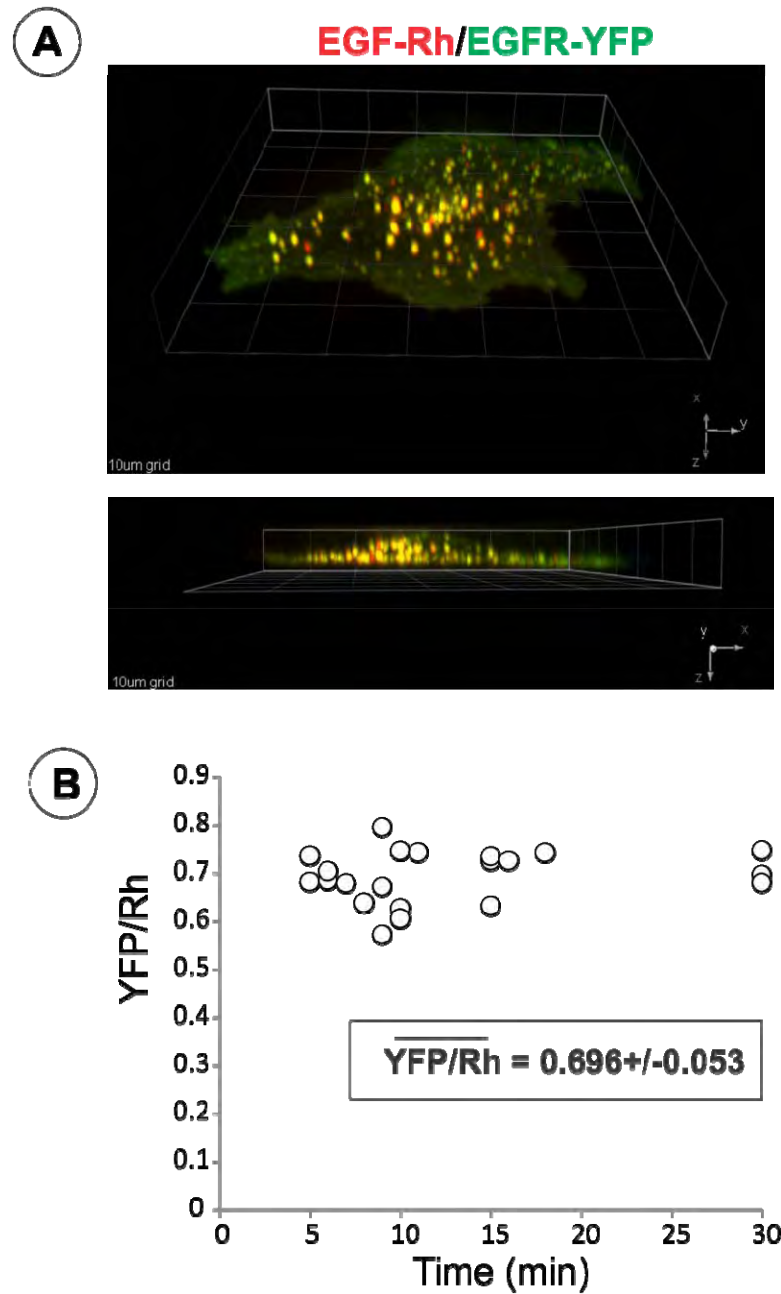 A
EGF-Rh/EGFR-YFP
x
y
z
10um grid
y
x
z
10um grid
B
0.9
0.8
0.7
0.6
0.5
0.4
0.3
0.2
0.1
0
YFP/Rh
YFP/Rh = 0.696+/-0.053
0 5 10 15 20 25 30
Time (min)